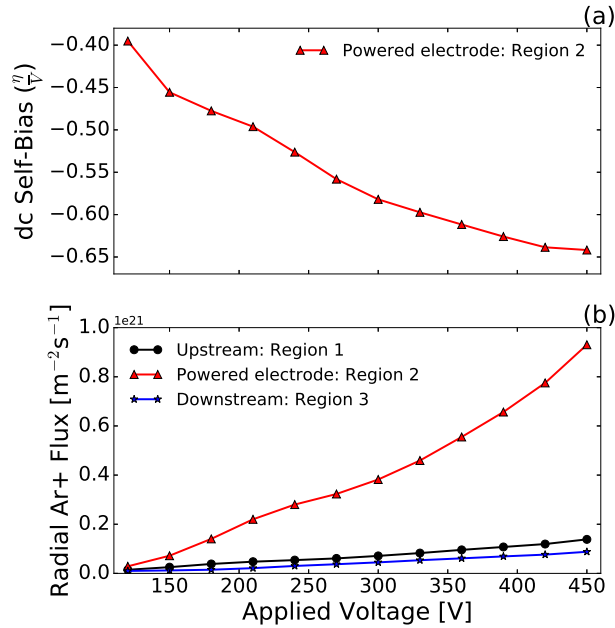 (a)
dc Self-Bias (η/V̄)
−0.40
−0.45
−0.50
−0.55
−0.60
−0.65
Powered electrode: Region 2
(b)
Radial Ar+ Flux [m⁻²s⁻¹]
1e21
1.0
0.8
0.6
0.4
0.2
0.0
Upstream: Region 1
Powered electrode: Region 2
Downstream: Region 3
150 200 250 300 350 400 450
Applied Voltage [V]